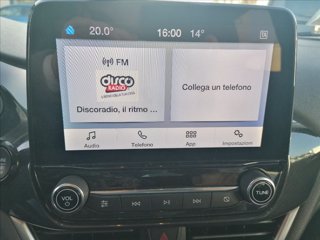 20.0° 16:00 14°
FM
disco
RADIO
Discoradio, il ritmo ...
Collega un telefono
Audio Telefono App Impostazioni
VOL
TUNE